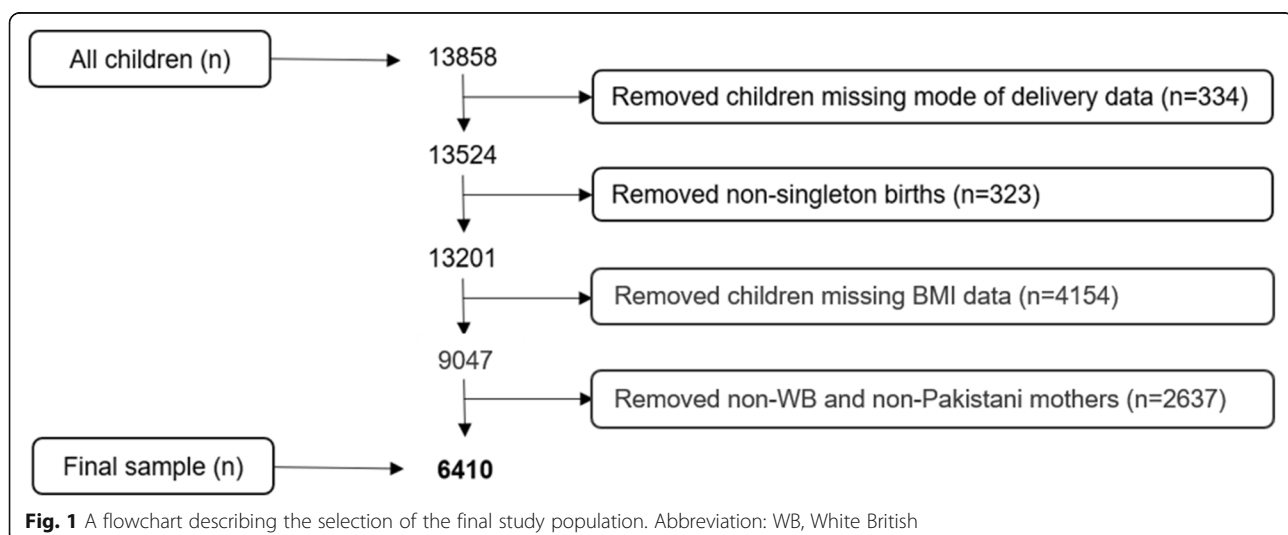 All children (n)
13858
Removed children missing mode of delivery data (n=334)
13524
Removed non-singleton births (n=323)
13201
Removed children missing BMI data (n=4154)
9047
Removed non-WB and non-Pakistani mothers (n=2637)
Final sample (n)
6410
Fig. 1 A flowchart describing the selection of the final study population. Abbreviation: WB, White British